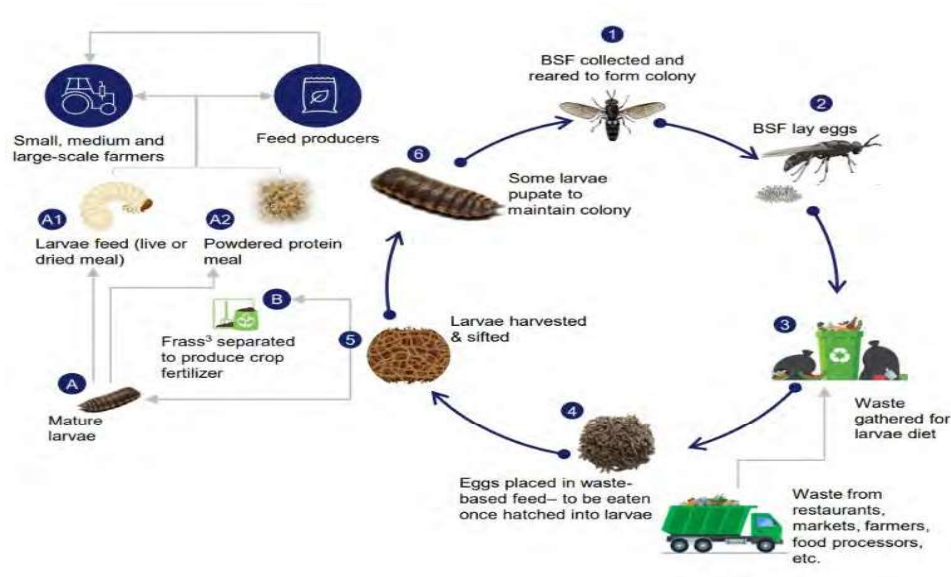 1
BSF collected and
reared to form colony
2
BSF lay eggs
Small, medium and
large-scale farmers
Feed producers
6
Some larvae
pupate to
maintain colony
A1
Larvae feed (live or
dried meal)
A2
Powdered protein
meal
B
Frass³ separated
to produce crop
fertilizer
5
Larvae harvested
& sifted
3
Waste
gathered for
larvae diet
A
Mature
larvae
4
Eggs placed in waste-
based feed– to be eaten
once hatched into larvae
Waste from
restaurants,
markets, farmers,
food processors,
etc.